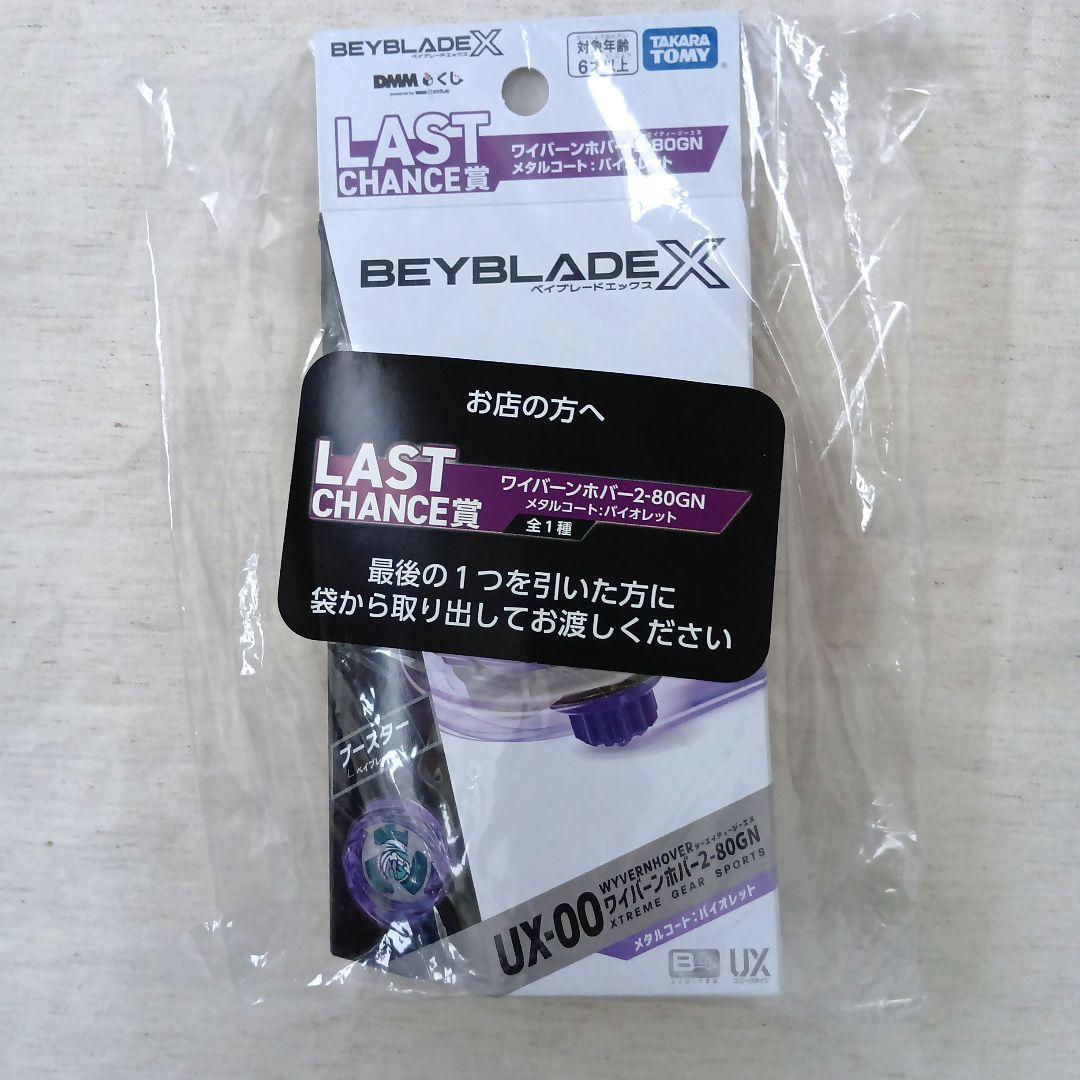 BEYBLADE X
ベイブレードエックス
DMMくじ
対象年齢
6才以上
TAKARA
TOMY
LAST
CHANCE賞
ワイバーンホバー2-80GN
メタルコート:バイオレット
BEYBLADE X
ベイブレードエックス
お店の方へ
LAST
CHANCE賞
ワイバーンホバー2-80GN
メタルコート:バイオレット
全1種
最後の1つを引いた方に
袋から取り出してお渡しください
ブースター
WYVERNHOVER
UX-00 ワイバーンホバー2-80GN
XTREME GEAR SPORTS
メタルコート:バイオレット
B4
LIMITED
UX